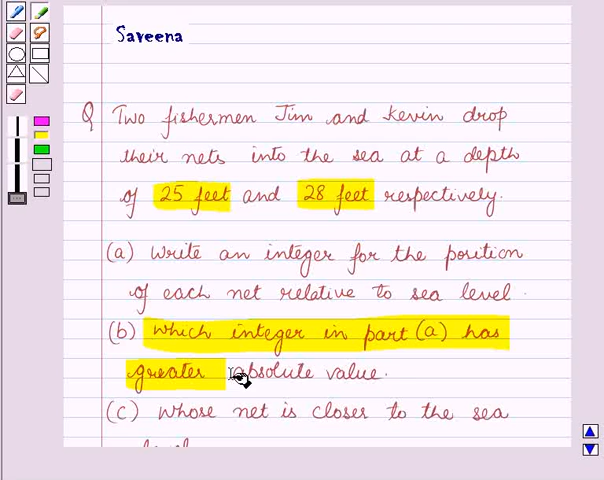 Saveena
Q Two fishermen Jim and Kevin drop
their nets into the sea at a depth
of 25 feet and 28 feet respectively.
(a) Write an integer for the position
of each net relative to sea level.
(b) which integer in part (a) has
greater absolute value.
(c) Whose net is closer to the sea
level